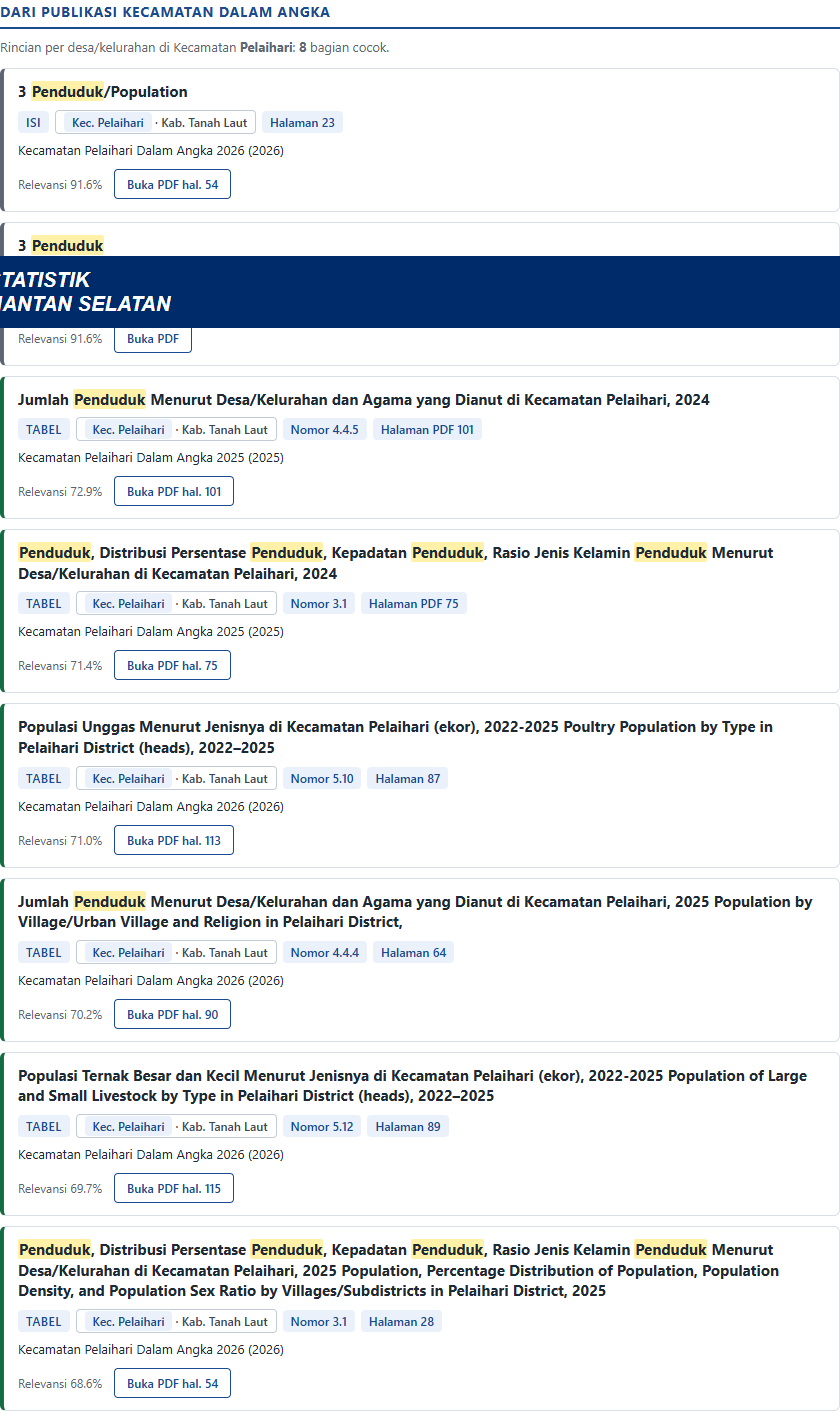 DARI PUBLIKASI KECAMATAN DALAM ANGKA
Rincian per desa/kelurahan di Kecamatan Pelaihari: 8 bagian cocok.
3 Penduduk/Population
ISI Kec. Pelaihari · Kab. Tanah Laut Halaman 23
Kecamatan Pelaihari Dalam Angka 2026 (2026)
Relevansi 91.6% Buka PDF hal. 54
3 Penduduk
TATISTIK
MANTAN SELATAN
Relevansi 91.6% Buka PDF
Jumlah Penduduk Menurut Desa/Kelurahan dan Agama yang Dianut di Kecamatan Pelaihari, 2024
TABEL Kec. Pelaihari · Kab. Tanah Laut Nomor 4.4.5 Halaman PDF 101
Kecamatan Pelaihari Dalam Angka 2025 (2025)
Relevansi 72.9% Buka PDF hal. 101
Penduduk, Distribusi Persentase Penduduk, Kepadatan Penduduk, Rasio Jenis Kelamin Penduduk Menurut
Desa/Kelurahan di Kecamatan Pelaihari, 2024
TABEL Kec. Pelaihari · Kab. Tanah Laut Nomor 3.1 Halaman PDF 75
Kecamatan Pelaihari Dalam Angka 2025 (2025)
Relevansi 71.4% Buka PDF hal. 75
Populasi Unggas Menurut Jenisnya di Kecamatan Pelaihari (ekor), 2022-2025 Poultry Population by Type in
Pelaihari District (heads), 2022–2025
TABEL Kec. Pelaihari · Kab. Tanah Laut Nomor 5.10 Halaman 87
Kecamatan Pelaihari Dalam Angka 2026 (2026)
Relevansi 71.0% Buka PDF hal. 113
Jumlah Penduduk Menurut Desa/Kelurahan dan Agama yang Dianut di Kecamatan Pelaihari, 2025 Population by
Village/Urban Village and Religion in Pelaihari District,
TABEL Kec. Pelaihari · Kab. Tanah Laut Nomor 4.4.4 Halaman 64
Kecamatan Pelaihari Dalam Angka 2026 (2026)
Relevansi 70.2% Buka PDF hal. 90
Populasi Ternak Besar dan Kecil Menurut Jenisnya di Kecamatan Pelaihari (ekor), 2022-2025 Population of Large
and Small Livestock by Type in Pelaihari District (heads), 2022–2025
TABEL Kec. Pelaihari · Kab. Tanah Laut Nomor 5.12 Halaman 89
Kecamatan Pelaihari Dalam Angka 2026 (2026)
Relevansi 69.7% Buka PDF hal. 115
Penduduk, Distribusi Persentase Penduduk, Kepadatan Penduduk, Rasio Jenis Kelamin Penduduk Menurut
Desa/Kelurahan di Kecamatan Pelaihari, 2025 Population, Percentage Distribution of Population, Population
Density, and Population Sex Ratio by Villages/Subdistricts in Pelaihari District, 2025
TABEL Kec. Pelaihari · Kab. Tanah Laut Nomor 3.1 Halaman 28
Kecamatan Pelaihari Dalam Angka 2026 (2026)
Relevansi 68.6% Buka PDF hal. 54